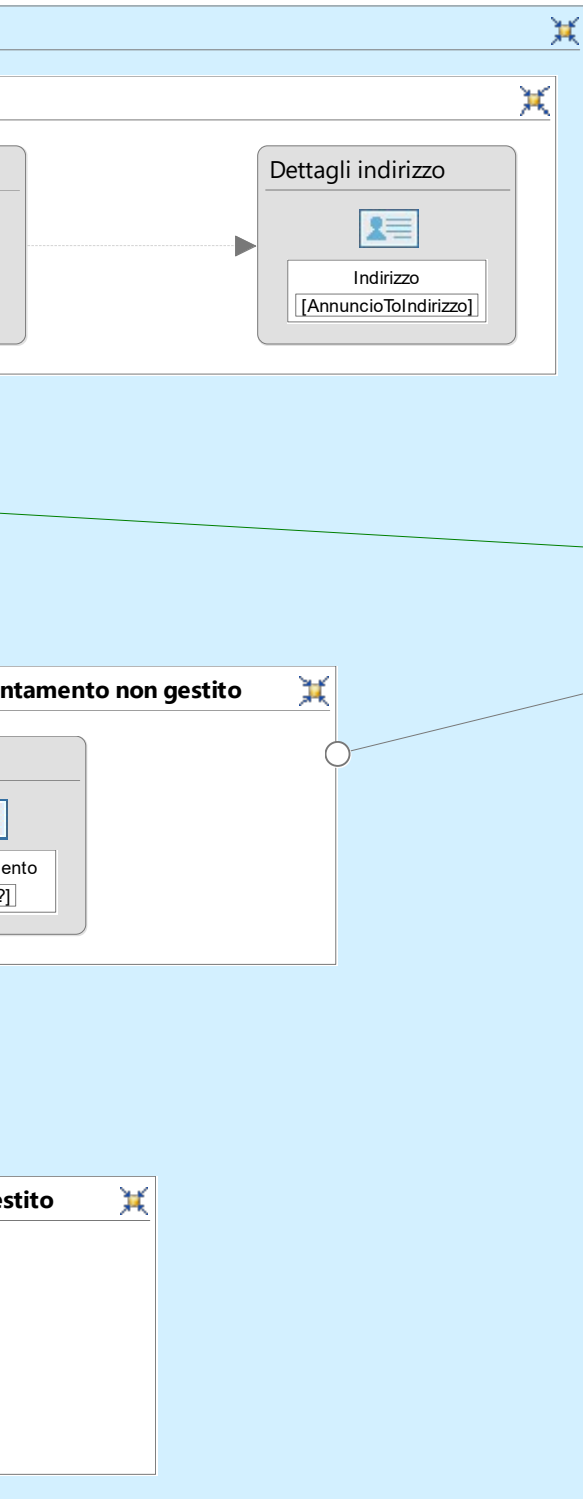 Dettagli indirizzo
Indirizzo
[AnnuncioToIndirizzo]
ntamento non gestito
ento
?]
estito